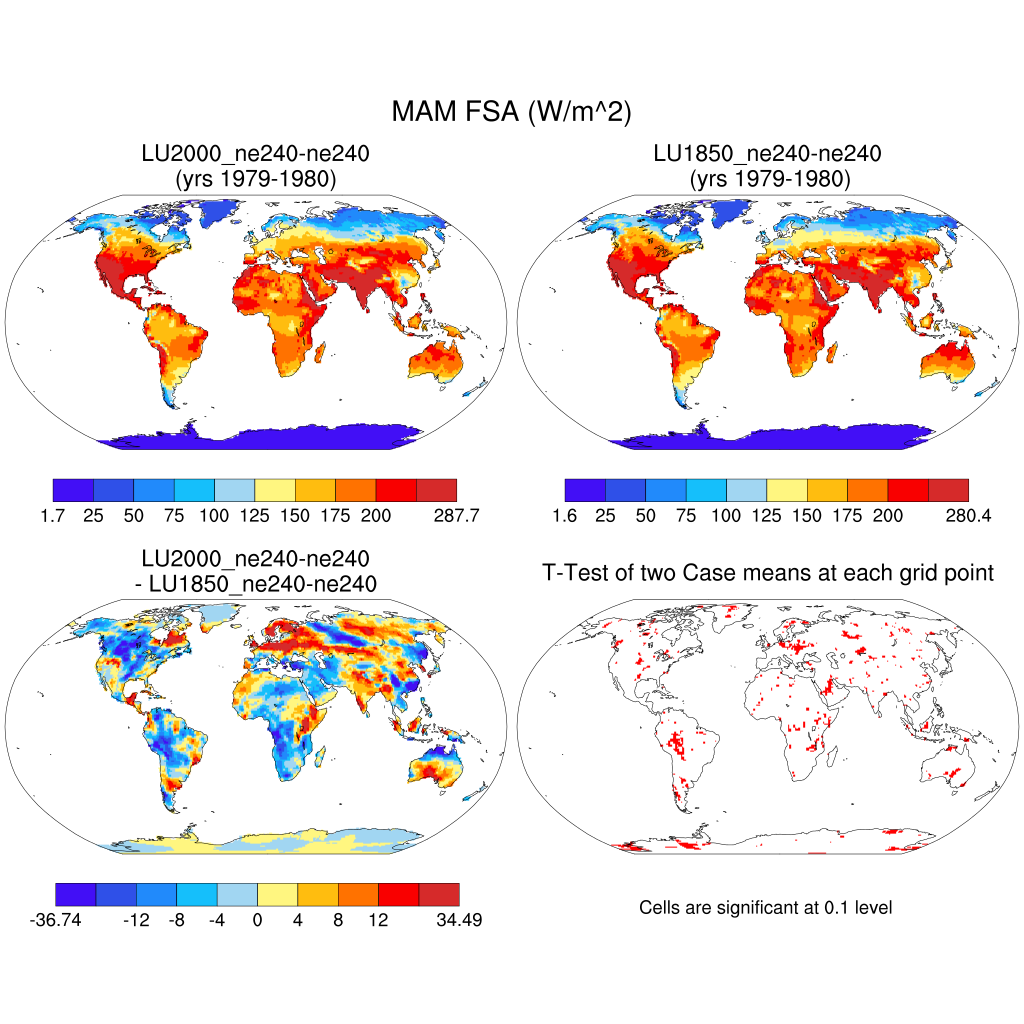 MAM FSA (W/m^2)
LU2000_ne240-ne240
(yrs 1979-1980)
LU1850_ne240-ne240
(yrs 1979-1980)
1.7 25 50 75 100 125 150 175 200 287.7
1.6 25 50 75 100 125 150 175 200 280.4
LU2000_ne240-ne240
- LU1850_ne240-ne240
T-Test of two Case means at each grid point
-36.74 -12 -8 -4 0 4 8 12 34.49
Cells are significant at 0.1 level